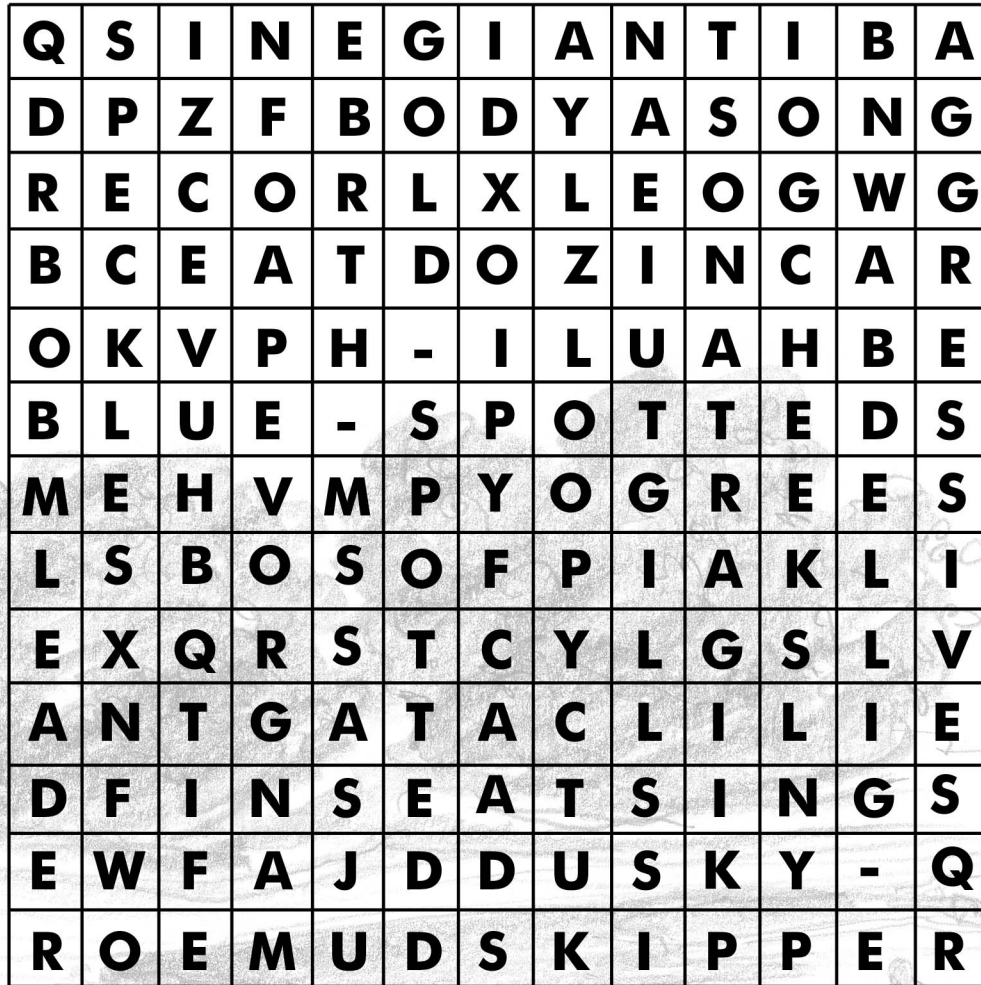 Q S I N E G I A N T I B A
D P Z F B O D Y A S O N G
R E C O R L X L E O G W G
B C E A T D O Z I N C A R
O K V P H - I L U A H B E
B L U E - S P O T T E D S
M E H V M P Y O G R E E S
L S B O S O F P I A K L I
E X Q R S T C Y L G S L V
A N T G A T A C L I L I E
D F I N S E A T S I N G S
E W F A J D D U S K Y - Q
R O E M U D S K I P P E R